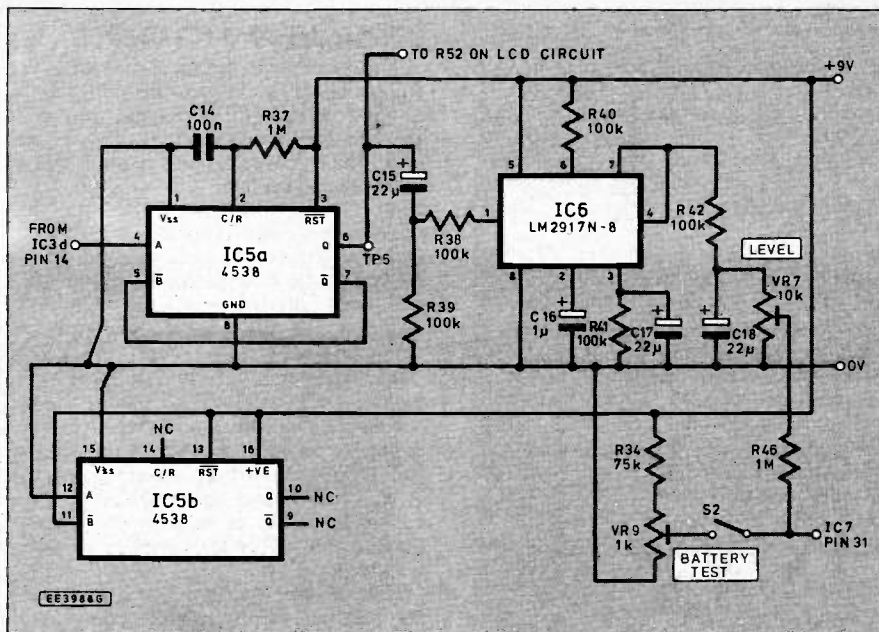 TO R52 ON LCD CIRCUIT
+9V
C14
100n
R37
1M
R40
100k
C15
22µ
+
1
2
3
Vss
C/R
RST
FROM
IC3d
PIN 14
4
A
IC5a
4538
Q
6
TP5
5
B
Q
7
GND
8
R38
100k
R39
100k
5
6
7
1
IC6
LM2917N-8
4
8
2
3
R42
100k
LEVEL
VR7
10k
C16
1µ
+
R41
100k
C17
22µ
+
C18
22µ
+
0V
NC
15
14
13
16
Vss
C/R
RST
+VE
12
A
Q
10
NC
IC5b
4538
11
B
Q
9
NC
R34
75k
R46
1M
VR9
1k
S2
IC7
PIN 31
BATTERY
TEST
EE3988G